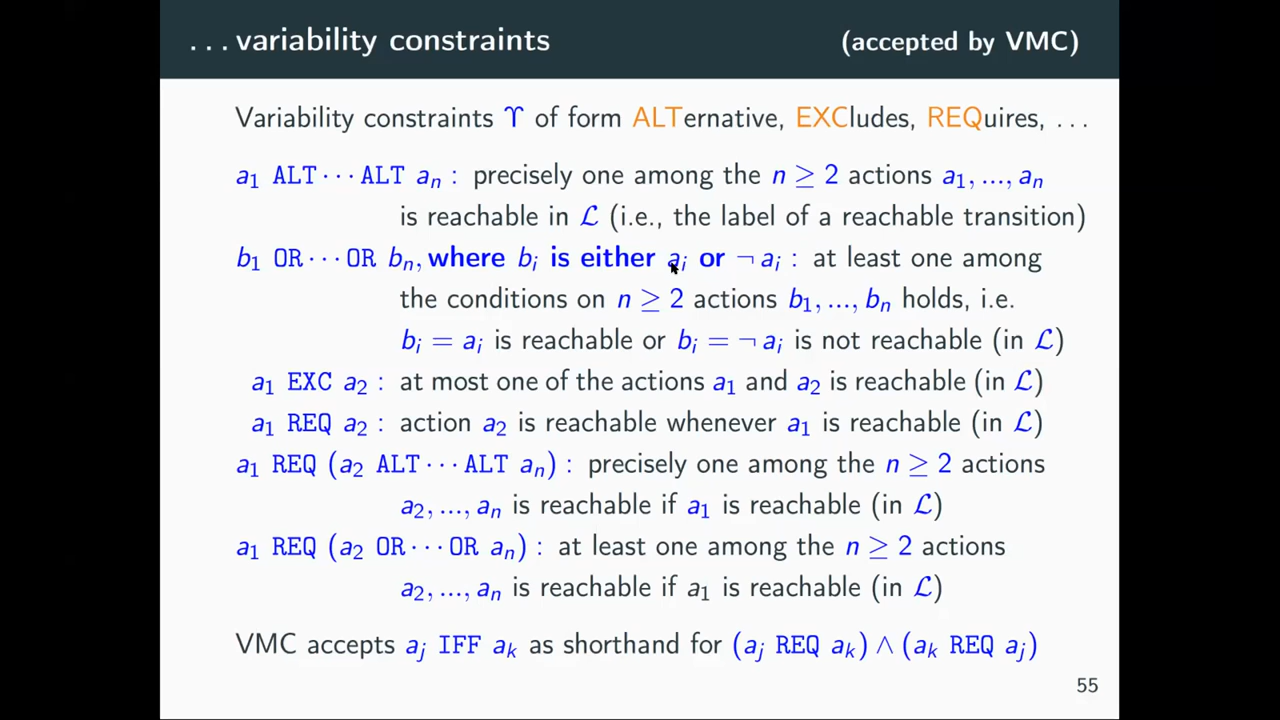 . . . variability constraints (accepted by VMC)
Variability constraints ϒ of form ALTernative, EXCludes, REQuires, . . .
a₁ ALT · · · ALT aₙ : precisely one among the n ≥ 2 actions a₁, ..., aₙ
is reachable in ℒ (i.e., the label of a reachable transition)
b₁ OR · · · OR bₙ, where bᵢ is either aᵢ or ¬ aᵢ : at least one among
the conditions on n ≥ 2 actions b₁, ..., bₙ holds, i.e.
bᵢ = aᵢ is reachable or bᵢ = ¬ aᵢ is not reachable (in ℒ)
a₁ EXC a₂ : at most one of the actions a₁ and a₂ is reachable (in ℒ)
a₁ REQ a₂ : action a₂ is reachable whenever a₁ is reachable (in ℒ)
a₁ REQ (a₂ ALT · · · ALT aₙ) : precisely one among the n ≥ 2 actions
a₂, ..., aₙ is reachable if a₁ is reachable (in ℒ)
a₁ REQ (a₂ OR · · · OR aₙ) : at least one among the n ≥ 2 actions
a₂, ..., aₙ is reachable if a₁ is reachable (in ℒ)
VMC accepts aⱼ IFF aₖ as shorthand for (aⱼ REQ aₖ) ∧ (aₖ REQ aⱼ)
55